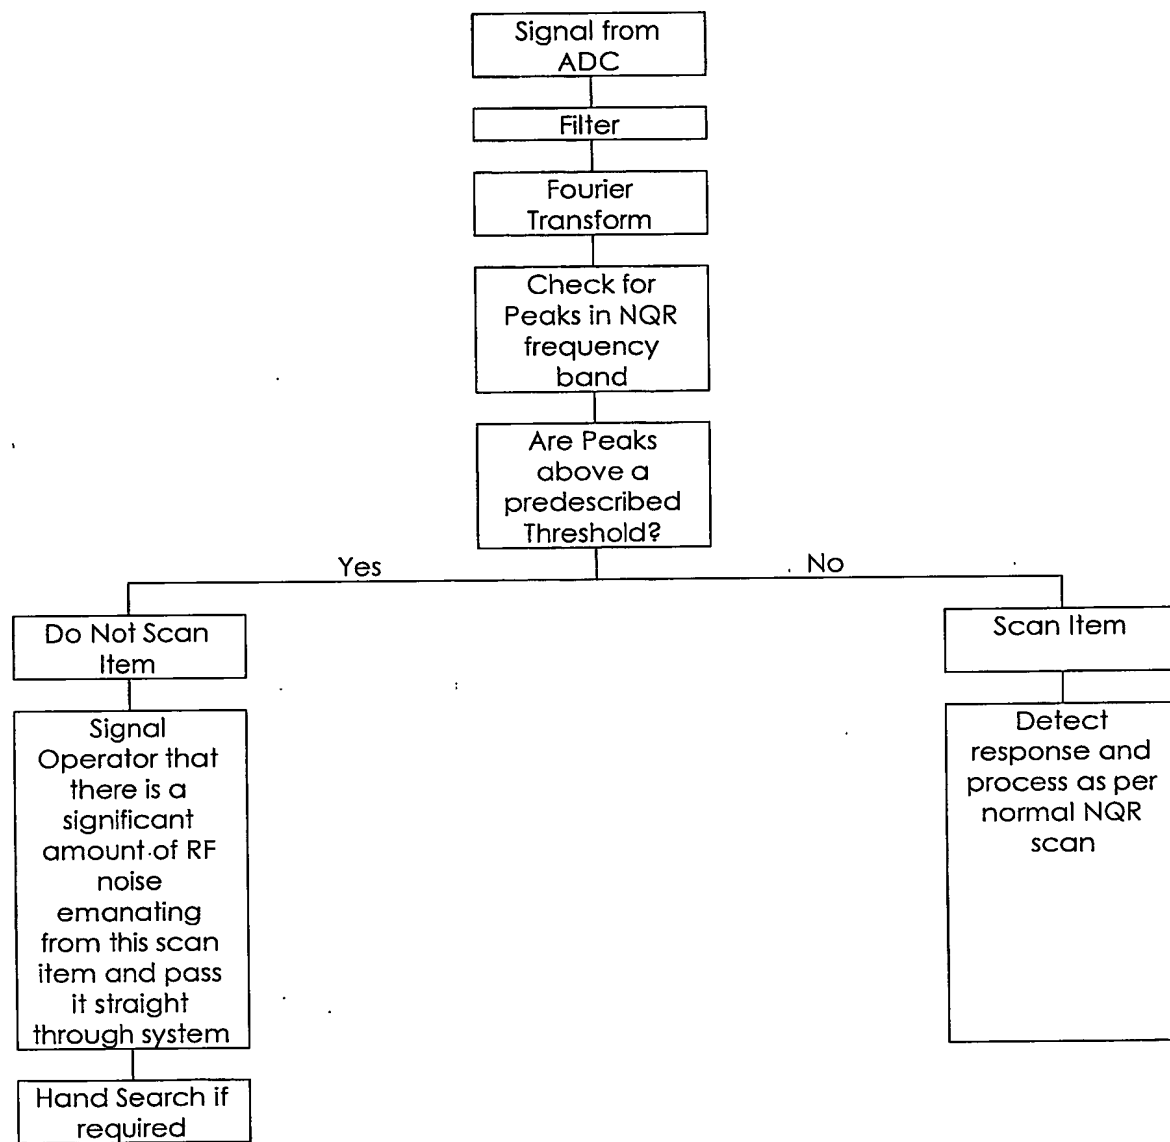 Signal from
ADC
Filter
Fourier
Transform
Check for
Peaks in NQR
frequency
band
Are Peaks
above a
predescribed
Threshold?
Yes
No
Do Not Scan
Item
Scan Item
Signal
Operator that
there is a
significant
amount of RF
noise
emanating
from this scan
item and pass
it straight
through system
Detect
response and
process as per
normal NQR
scan
Hand Search if
required